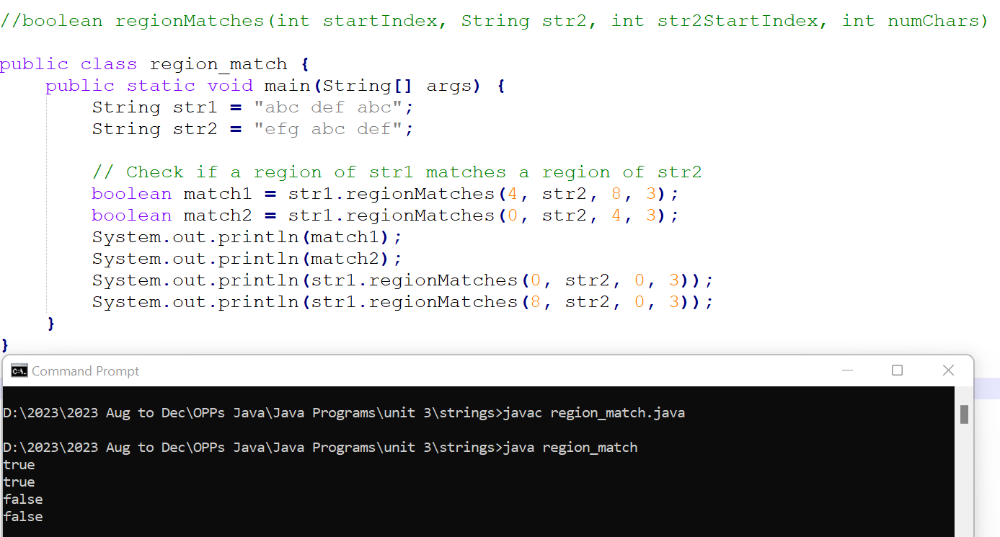 //boolean regionMatches(int startIndex, String str2, int str2StartIndex, int numChars)
public class region_match {
public static void main(String[] args) {
String str1 = "abc def abc";
String str2 = "efg abc def";
// Check if a region of str1 matches a region of str2
boolean match1 = str1.regionMatches(4, str2, 8, 3);
boolean match2 = str1.regionMatches(0, str2, 4, 3);
System.out.println(match1);
System.out.println(match2);
System.out.println(str1.regionMatches(0, str2, 0, 3));
System.out.println(str1.regionMatches(8, str2, 0, 3));
}
}
Command Prompt
D:\2023\2023 Aug to Dec\OPPs Java\Java Programs\unit 3\strings>javac region_match.java
D:\2023\2023 Aug to Dec\OPPs Java\Java Programs\unit 3\strings>java region_match
true
true
false
false